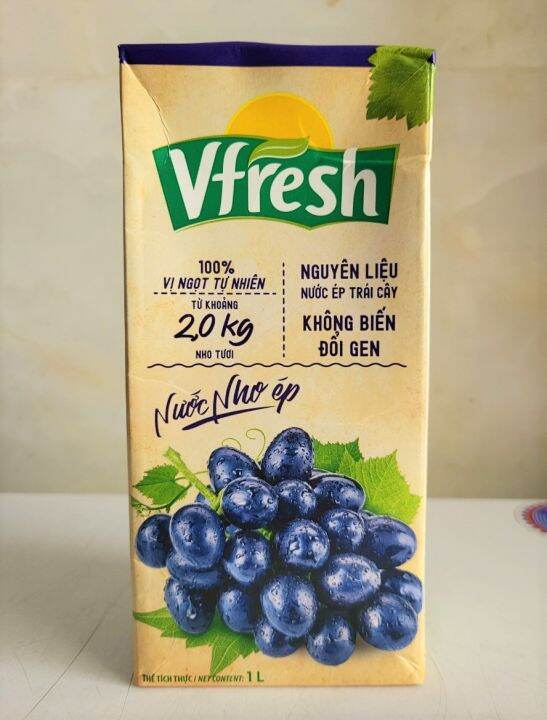 Vfresh
100%
VỊ NGỌT TỰ NHIÊN
TỪ KHOẢNG
2,0 kg
NHO TƯƠI
NGUYÊN LIỆU
NƯỚC ÉP TRÁI CÂY
KHÔNG BIẾN
ĐỔI GEN
Nước Nho ép
THỂ TÍCH THỰC / NET CONTENT: 1 L